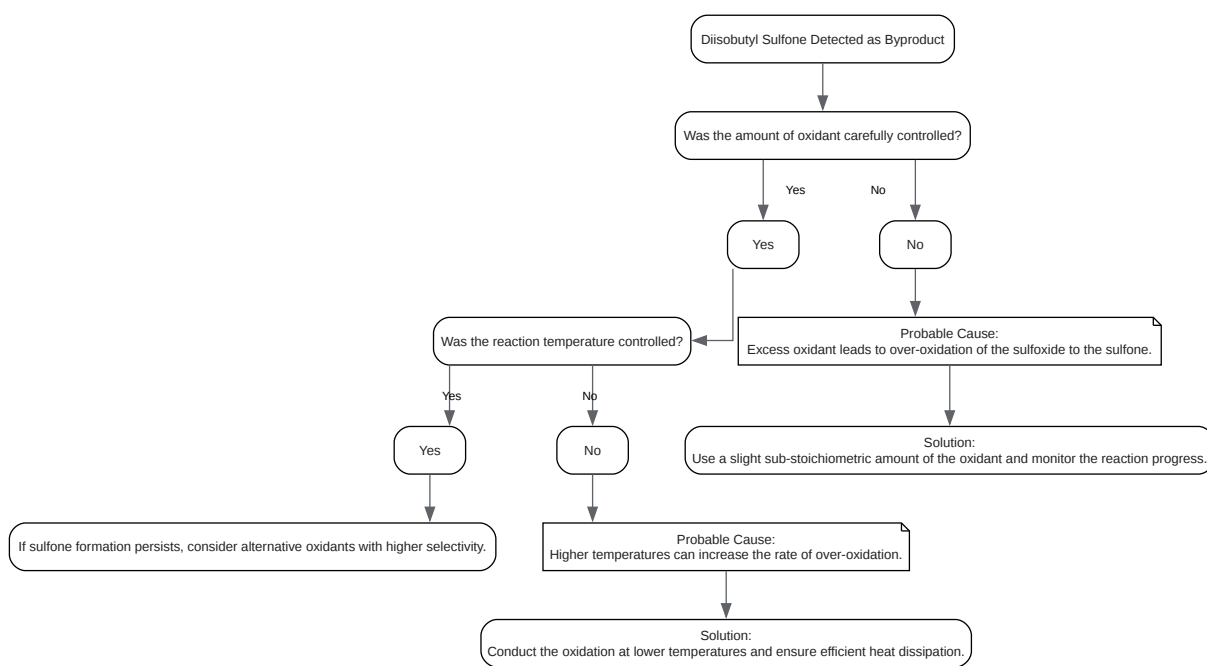 Diisobutyl Sulfone Detected as Byproduct
Was the amount of oxidant carefully controlled?
Yes
No
Yes
No
Was the reaction temperature controlled?
Probable Cause:
Excess oxidant leads to over-oxidation of the sulfoxide to the sulfone.
Yes
No
Yes
No
Solution:
Use a slight sub-stoichiometric amount of the oxidant and monitor the reaction progress.
If sulfone formation persists, consider alternative oxidants with higher selectivity.
Probable Cause:
Higher temperatures can increase the rate of over-oxidation.
Solution:
Conduct the oxidation at lower temperatures and ensure efficient heat dissipation.